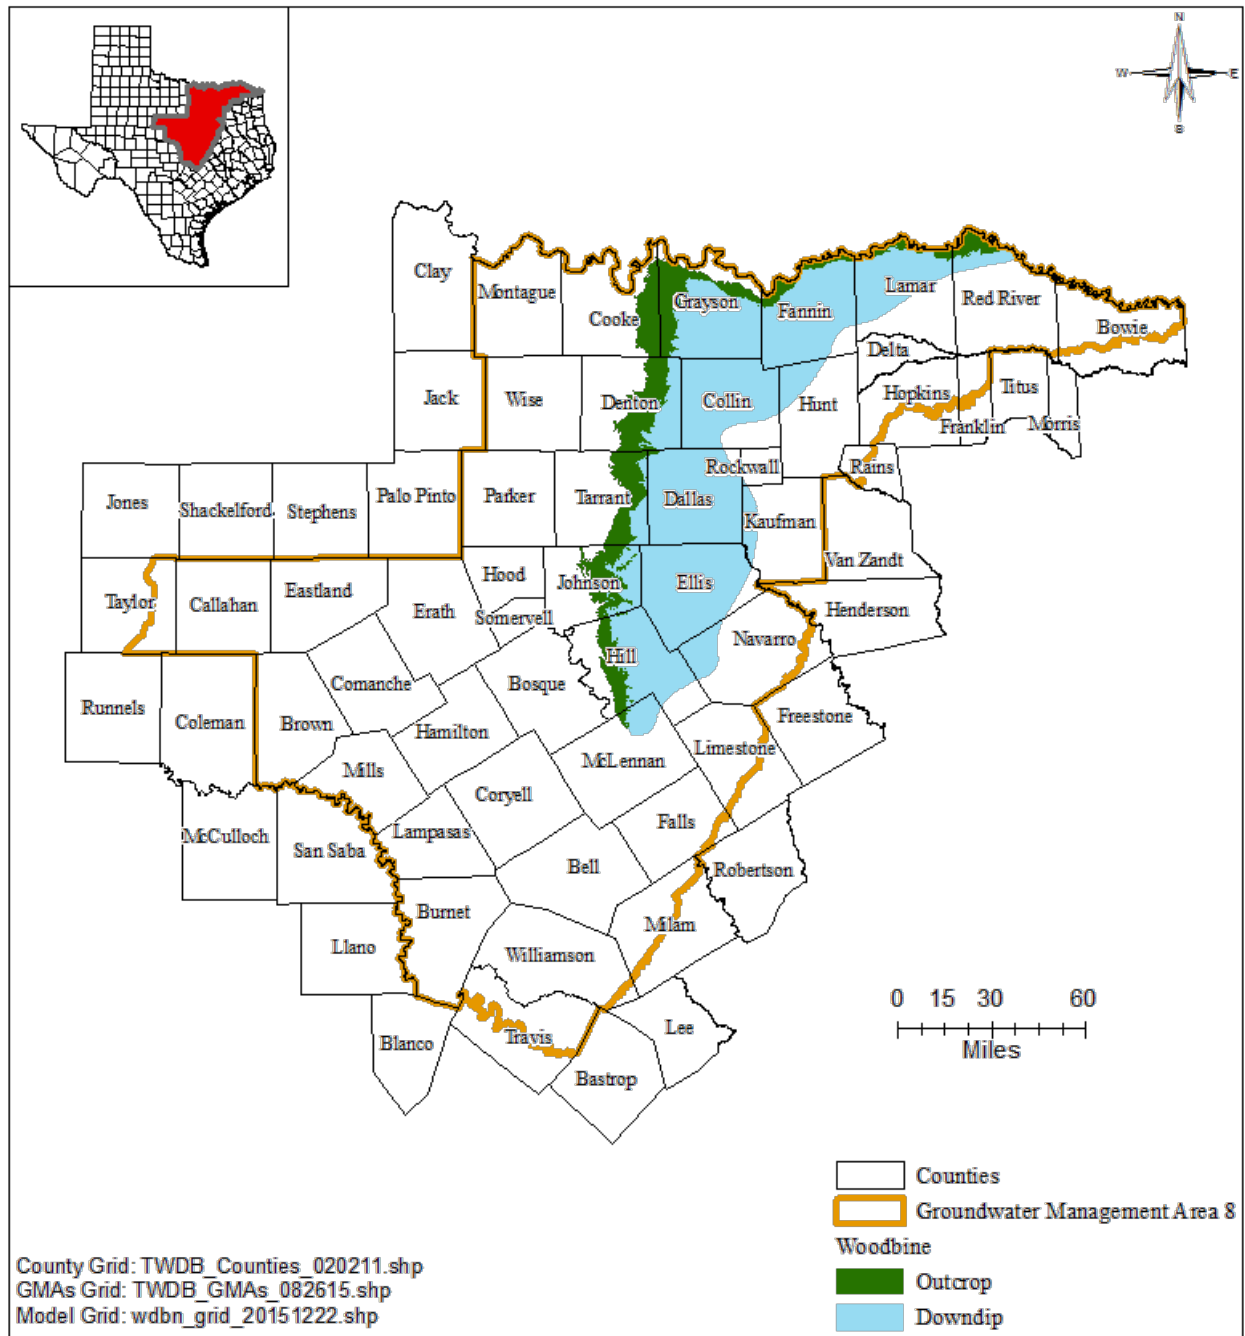 N
W E
S
Clay
Montague
Cooke
Grayson
Fannin
Lamar
Red River
Bowie
Delta
Jack
Wise
Denton
Collin
Hunt
Hopkins
Titus
Franklin
Morris
Rains
Rockwall
Jones
Shackelford
Stephens
Palo Pinto
Parker
Tarrant
Dallas
Kaufman
Van Zandt
Taylor
Callahan
Eastland
Erath
Hood
Somervell
Johnson
Ellis
Henderson
Navarro
Hill
Runnels
Coleman
Brown
Comanche
Hamilton
Bosque
McLennan
Limestone
Freestone
Mills
Coryell
Lampasas
Falls
McCulloch
San Saba
Bell
Robertson
Burnet
Milam
Llano
Williamson
Travis
Lee
Blanco
Bastrop
0 15 30 60
Miles
Counties
Groundwater Management Area 8
Woodbine
Outcrop
Downdip
County Grid: TWDB_Counties_020211.shp
GMAs Grid: TWDB_GMAs_082615.shp
Model Grid: wdbn_grid_20151222.shp